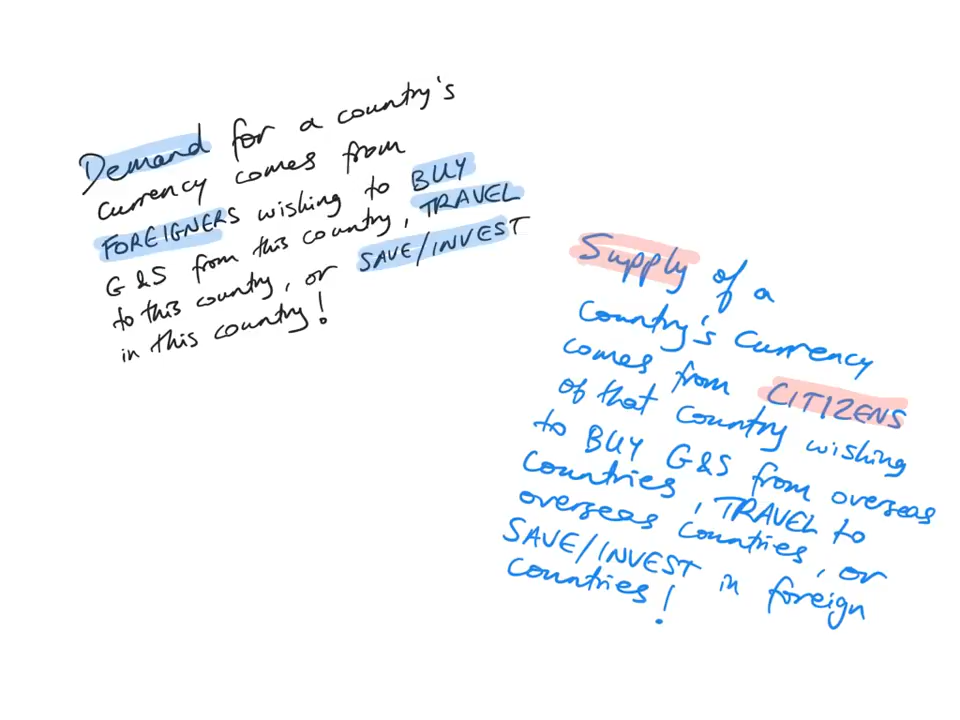 Demand for a country's
currency comes from
FOREIGNERS wishing to BUY
G&S from this country, TRAVEL
to this country, or SAVE/INVEST
in this country!
Supply of a
country's currency
comes from CITIZENS
of that country wishing
to BUY G&S from overseas
countries, TRAVEL to
overseas countries, or
SAVE/INVEST in foreign
countries!